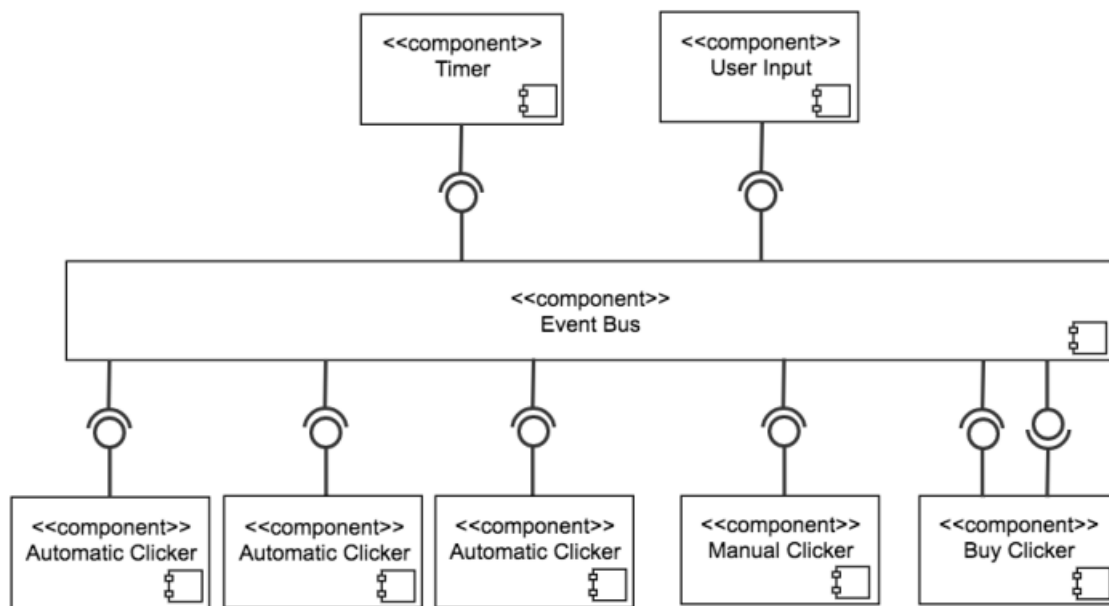 <<component>>
Timer
<<component>>
User Input
<<component>>
Event Bus
<<component>>
Automatic Clicker
<<component>>
Automatic Clicker
<<component>>
Automatic Clicker
<<component>>
Manual Clicker
<<component>>
Buy Clicker